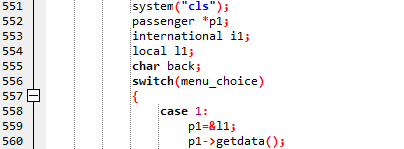 551 system("cls");
552 passenger *p1;
553 international i1;
554 local l1;
555 char back;
556 switch(menu_choice)
557 {
558 case 1:
559 p1=&l1;
560 p1->getdata();